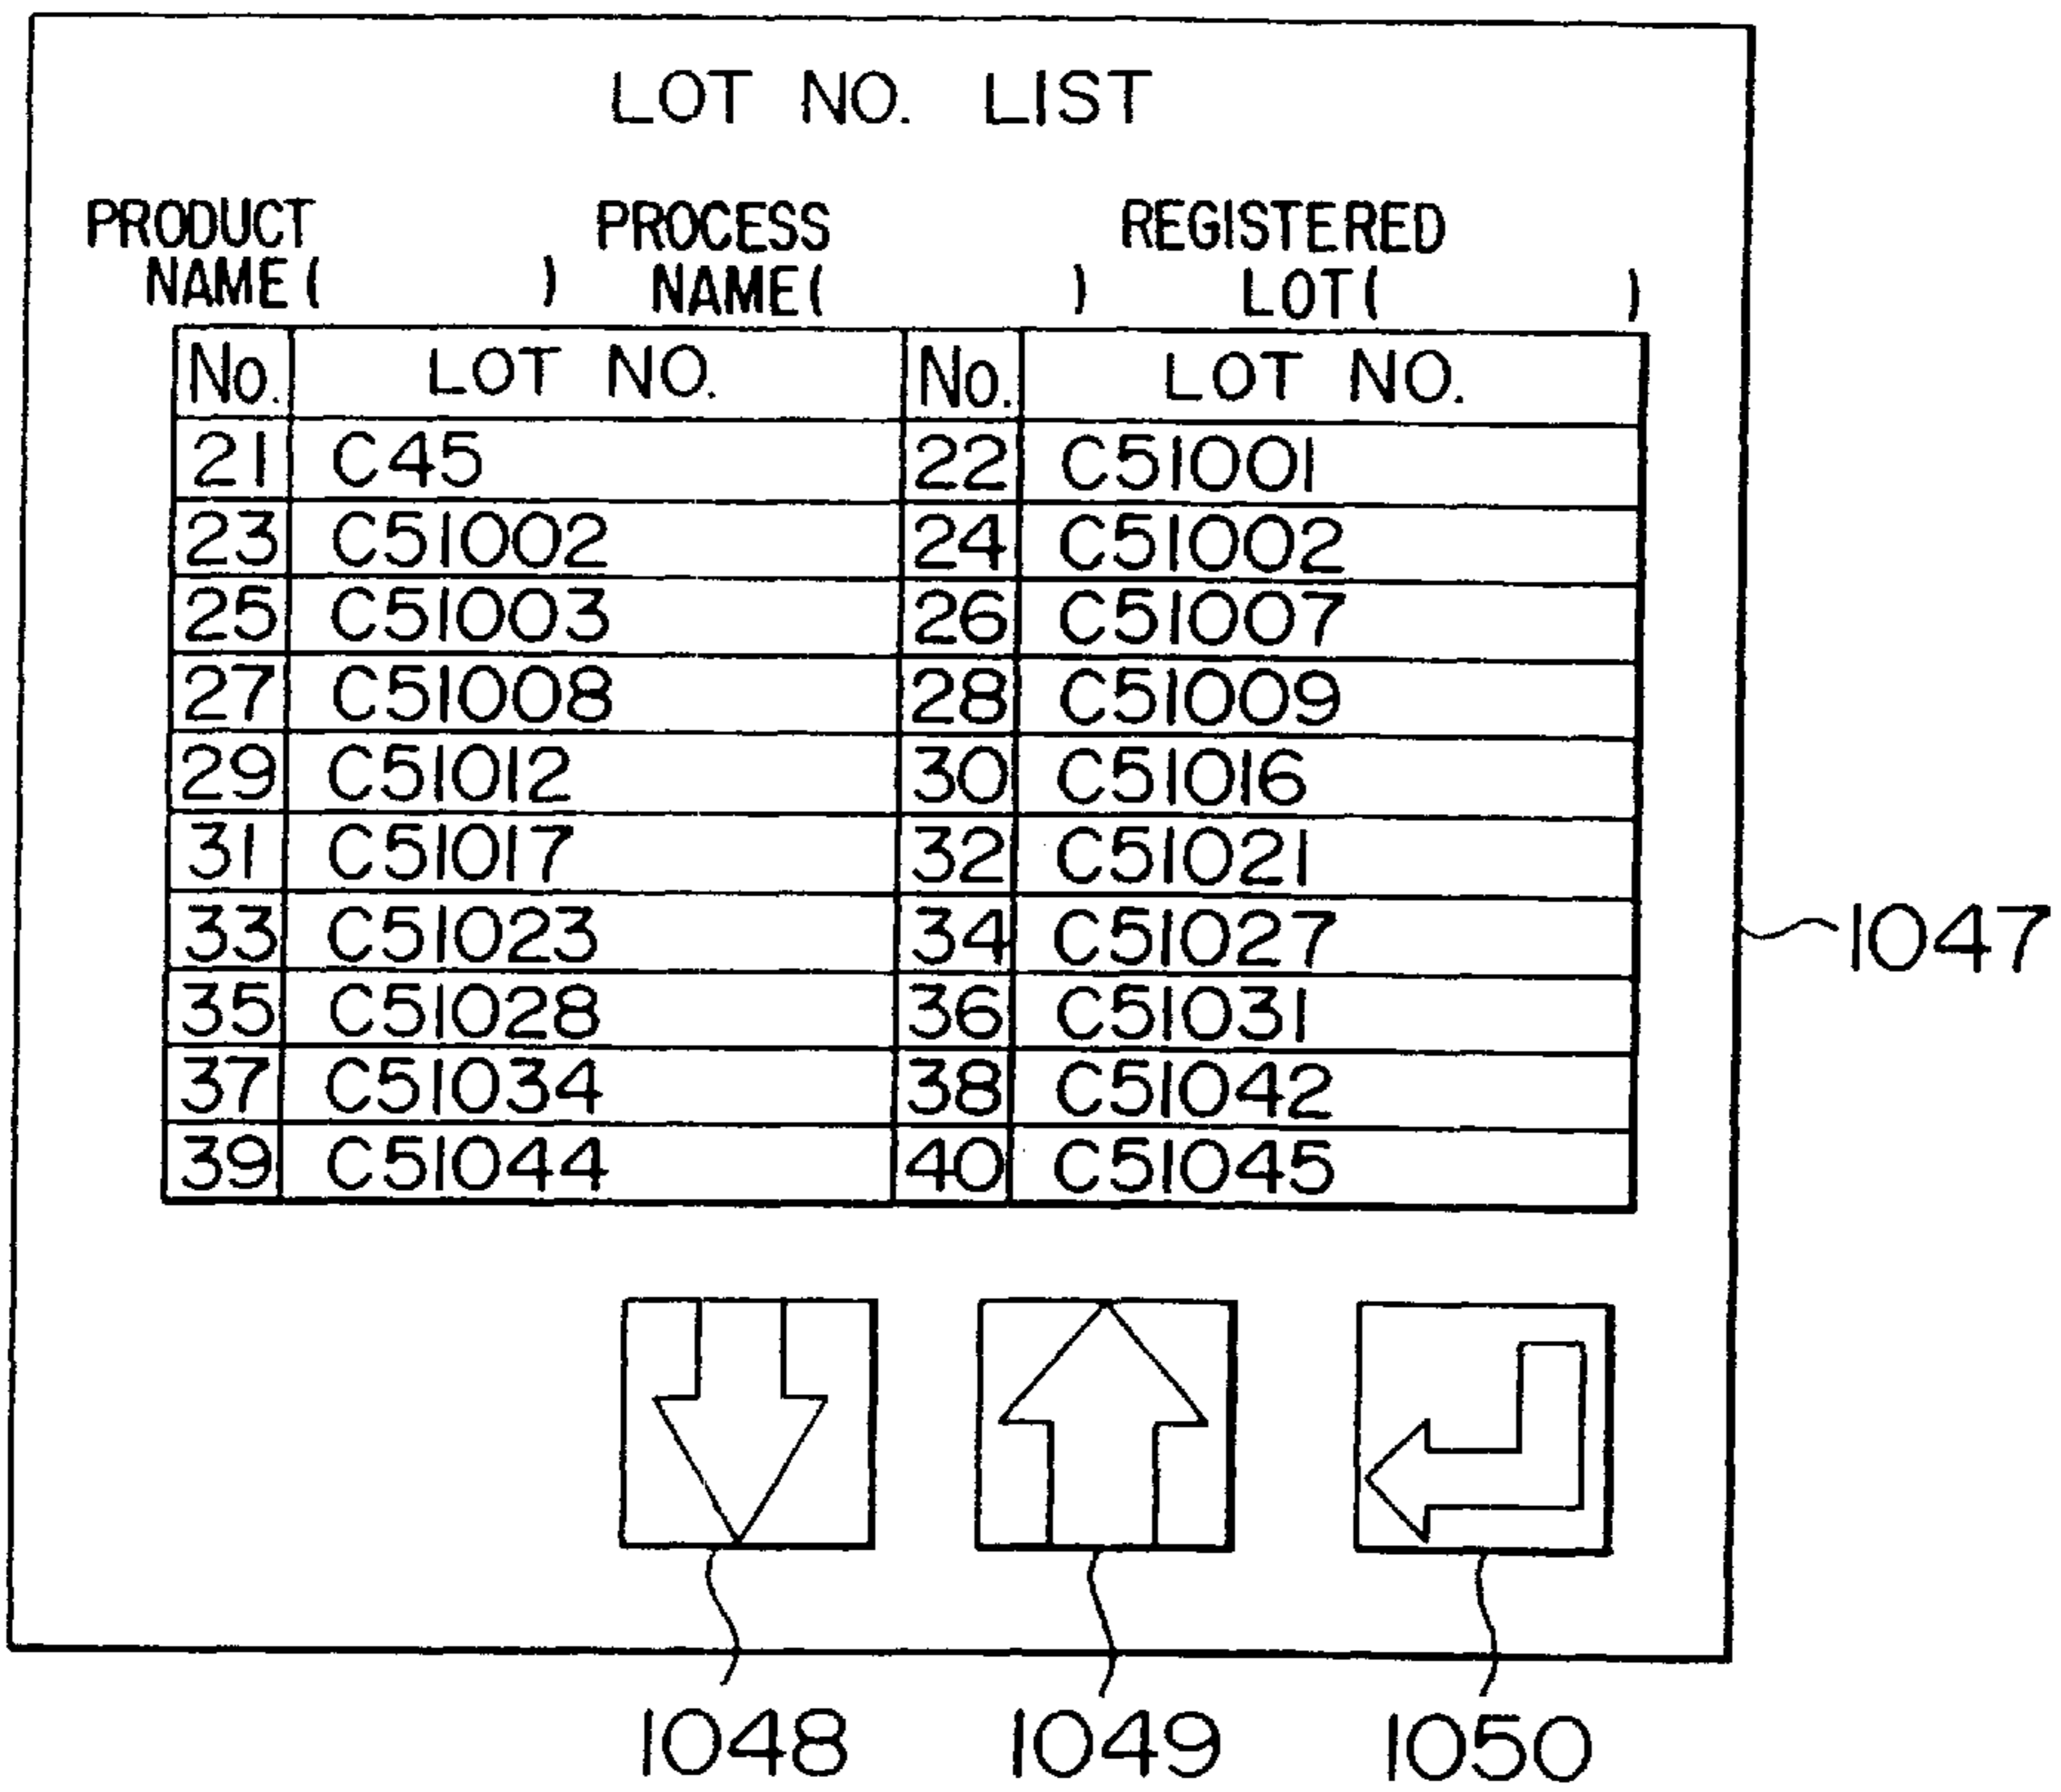 LOT NO. LIST
PRODUCT PROCESS REGISTERED
NAME ( ) NAME ( ) LOT ( )
No. LOT NO. No. LOT NO.
21 C45 22 C51001
23 C51002 24 C51002
25 C51003 26 C51007
27 C51008 28 C51009
29 C51012 30 C51016
31 C51017 32 C51021
33 C51023 34 C51027
35 C51028 36 C51031
37 C51034 38 C51042
39 C51044 40 C51045
1047
1048 1049 1050